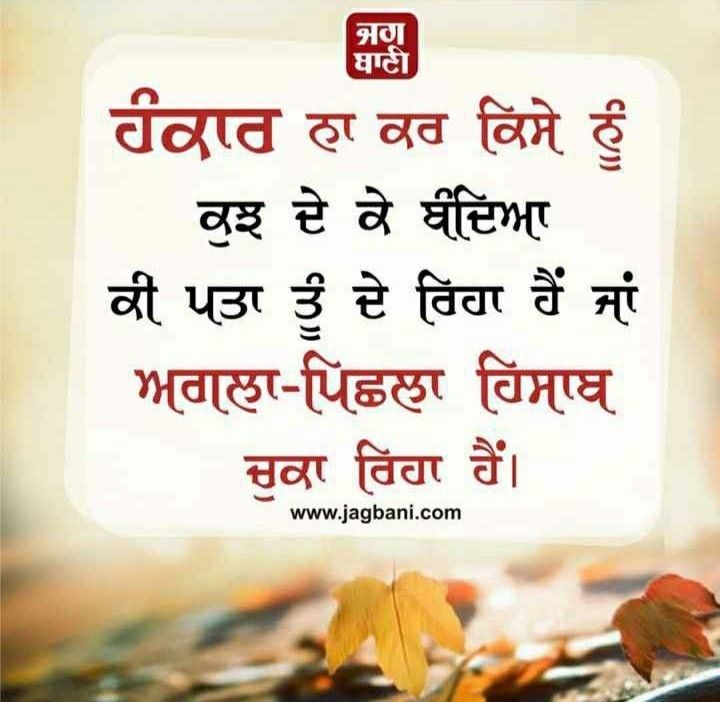 ਜਗ
ਬਾਣੀ
ਹੰਕਾਰ ਨਾ ਕਰ ਕਿਸੇ ਨੂੰ
ਕੁਝ ਦੇ ਕੇ ਬੰਦਿਆ
ਕੀ ਪਤਾ ਤੂੰ ਦੇ ਰਿਹਾ ਹੈਂ ਜਾਂ
ਅਗਲਾ-ਪਿਛਲਾ ਹਿਸਾਬ
ਚੁਕਾ ਰਿਹਾ ਹੈਂ।
www.jagbani.com